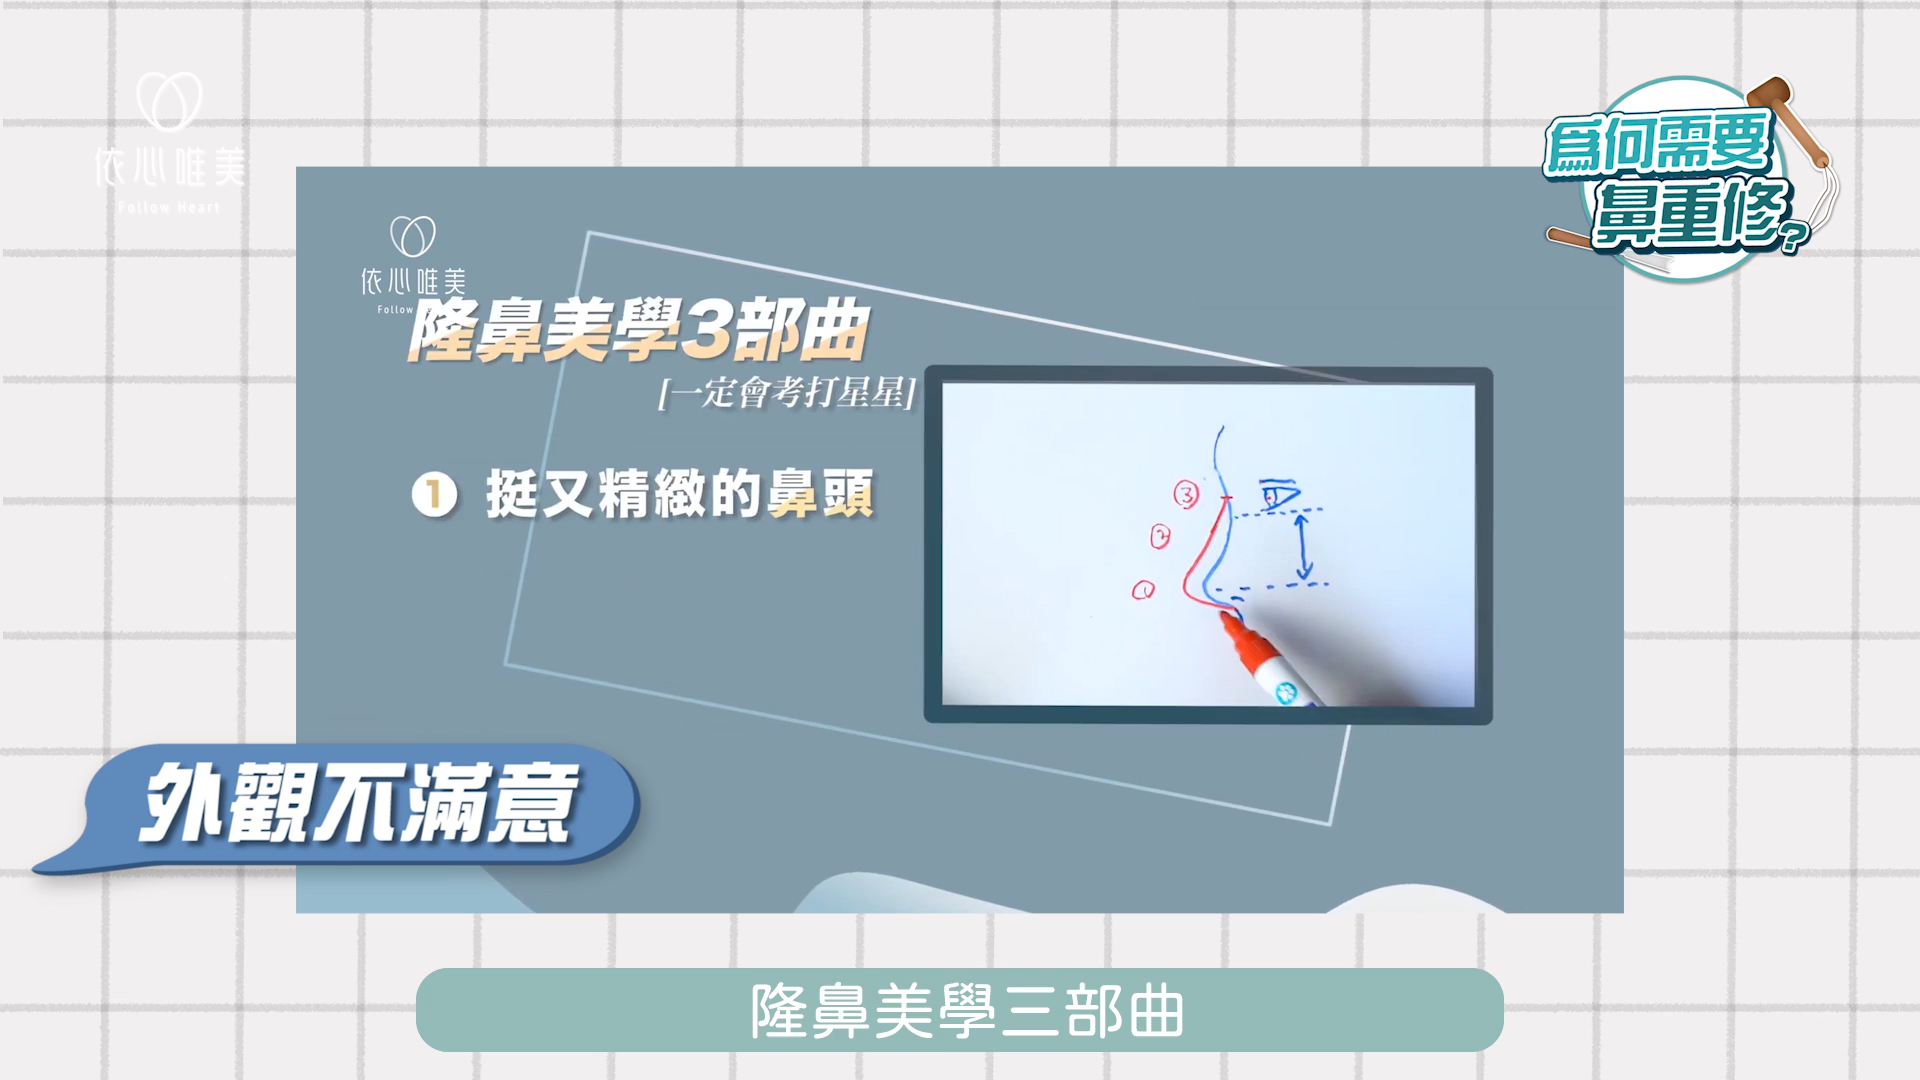 依心唯美
Follow Heart
為何需要
鼻重修?
依心唯美
Follow
隆鼻美學3部曲
[一定會考打星星]
1 挺又精緻的鼻頭
③
②
①
外觀不滿意
隆鼻美學三部曲